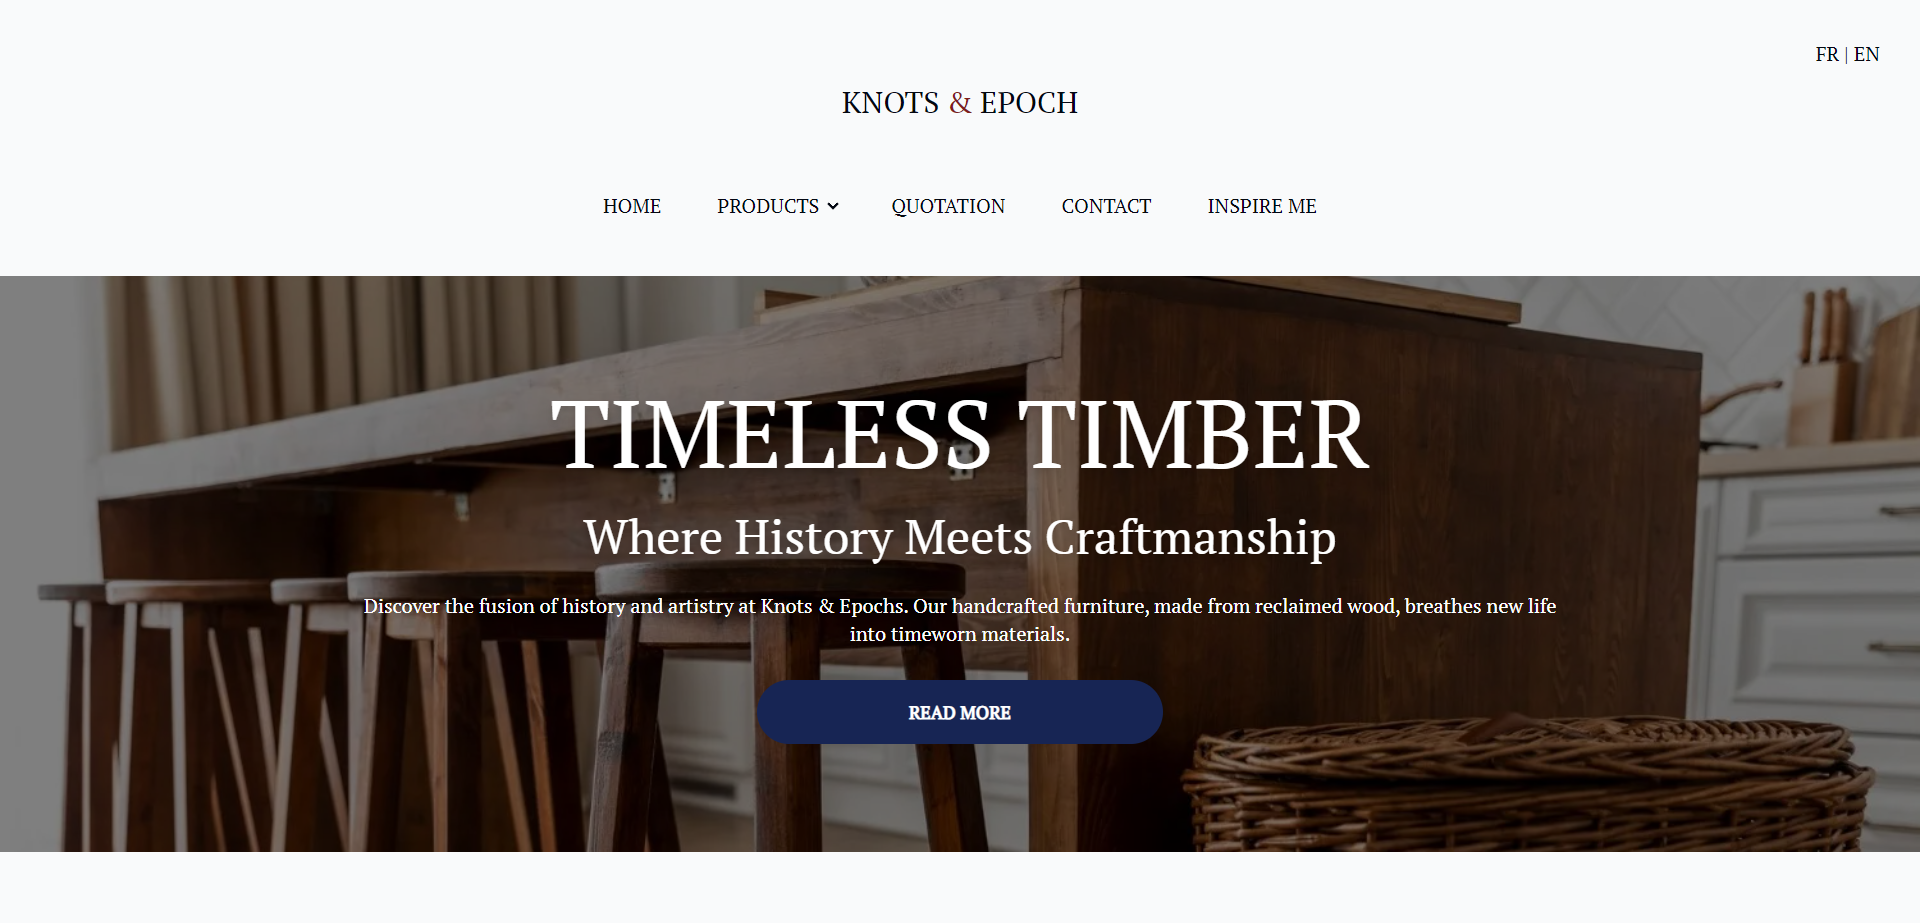 FR | EN
KNOTS & EPOCH
HOME PRODUCTS QUOTATION CONTACT INSPIRE ME
TIMELESS TIMBER
Where History Meets Craftmanship
Discover the fusion of history and artistry at Knots & Epochs. Our handcrafted furniture, made from reclaimed wood, breathes new life
into timeworn materials.
READ MORE